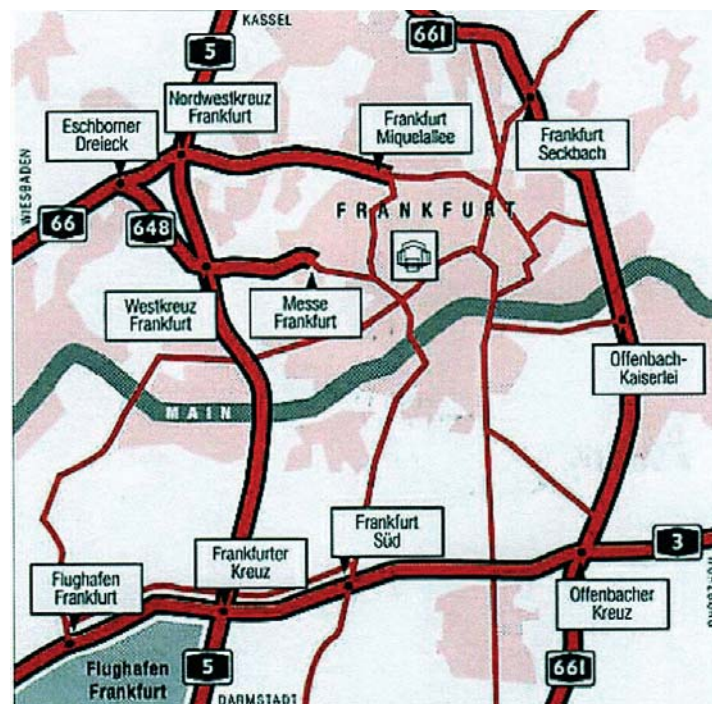 KASSEL
5
661
Nordwestkreuz
Frankfurt
Eschborner
Dreieck
Frankfurt
Miquelallee
Frankfurt
Seckbach
WIESBADEN
66
648
FRANKFURT
Westkreuz
Frankfurt
Messe
Frankfurt
Offenbach-
Kaiserlei
MAIN
Frankfurt
Süd
Frankfurter
Kreuz
3
Flughafen
Frankfurt
Offenbacher
Kreuz
Flughafen
Frankfurt
5
661
DARMSTADT